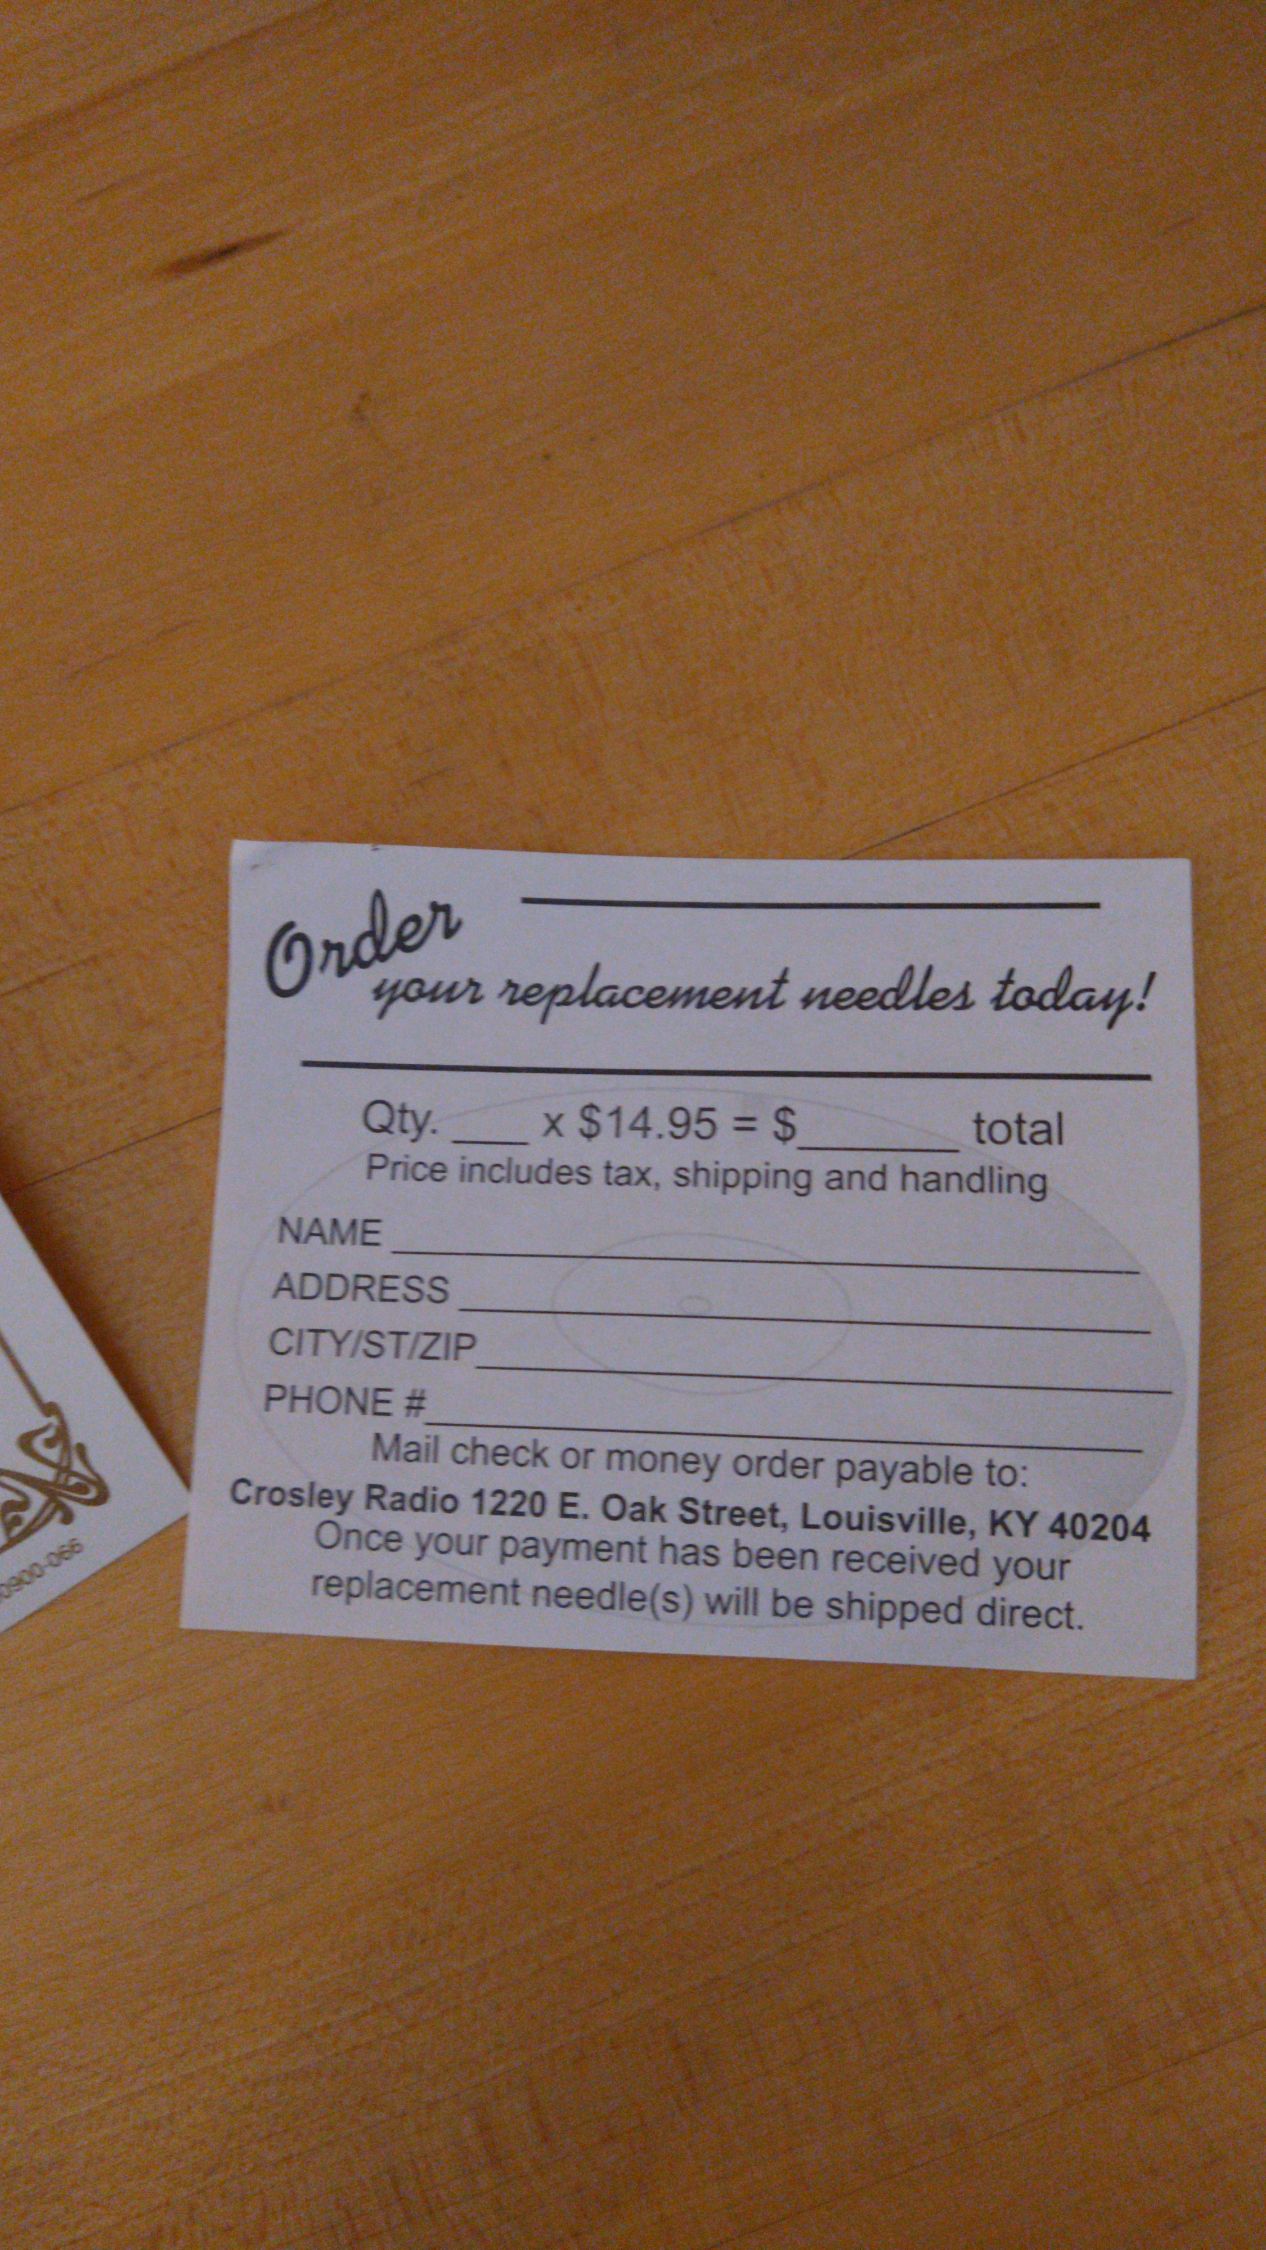 Order
your replacement needles today!
Qty. ___ x $14.95 = $______ total
Price includes tax, shipping and handling
NAME
ADDRESS
CITY/ST/ZIP
PHONE #
Mail check or money order payable to:
Crosley Radio 1220 E. Oak Street, Louisville, KY 40204
Once your payment has been received your
replacement needle(s) will be shipped direct.